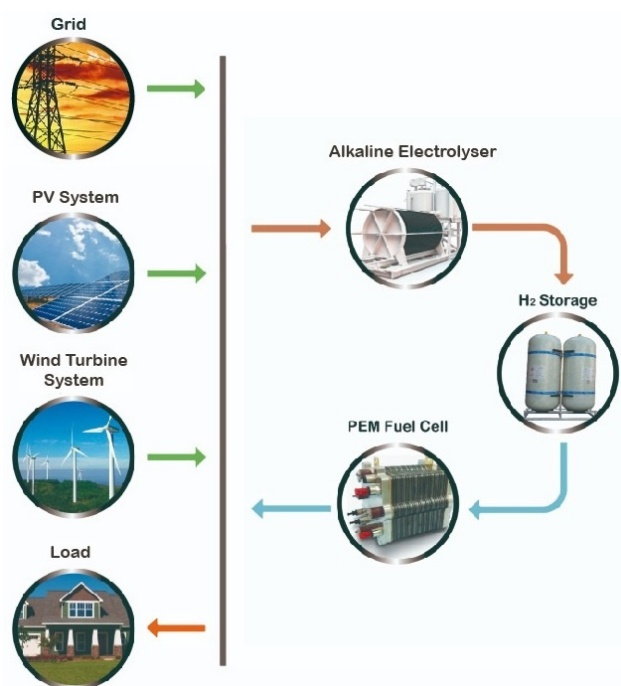 Grid
PV System
Wind Turbine
System
Load
Alkaline Electrolyser
H₂ Storage
PEM Fuel Cell